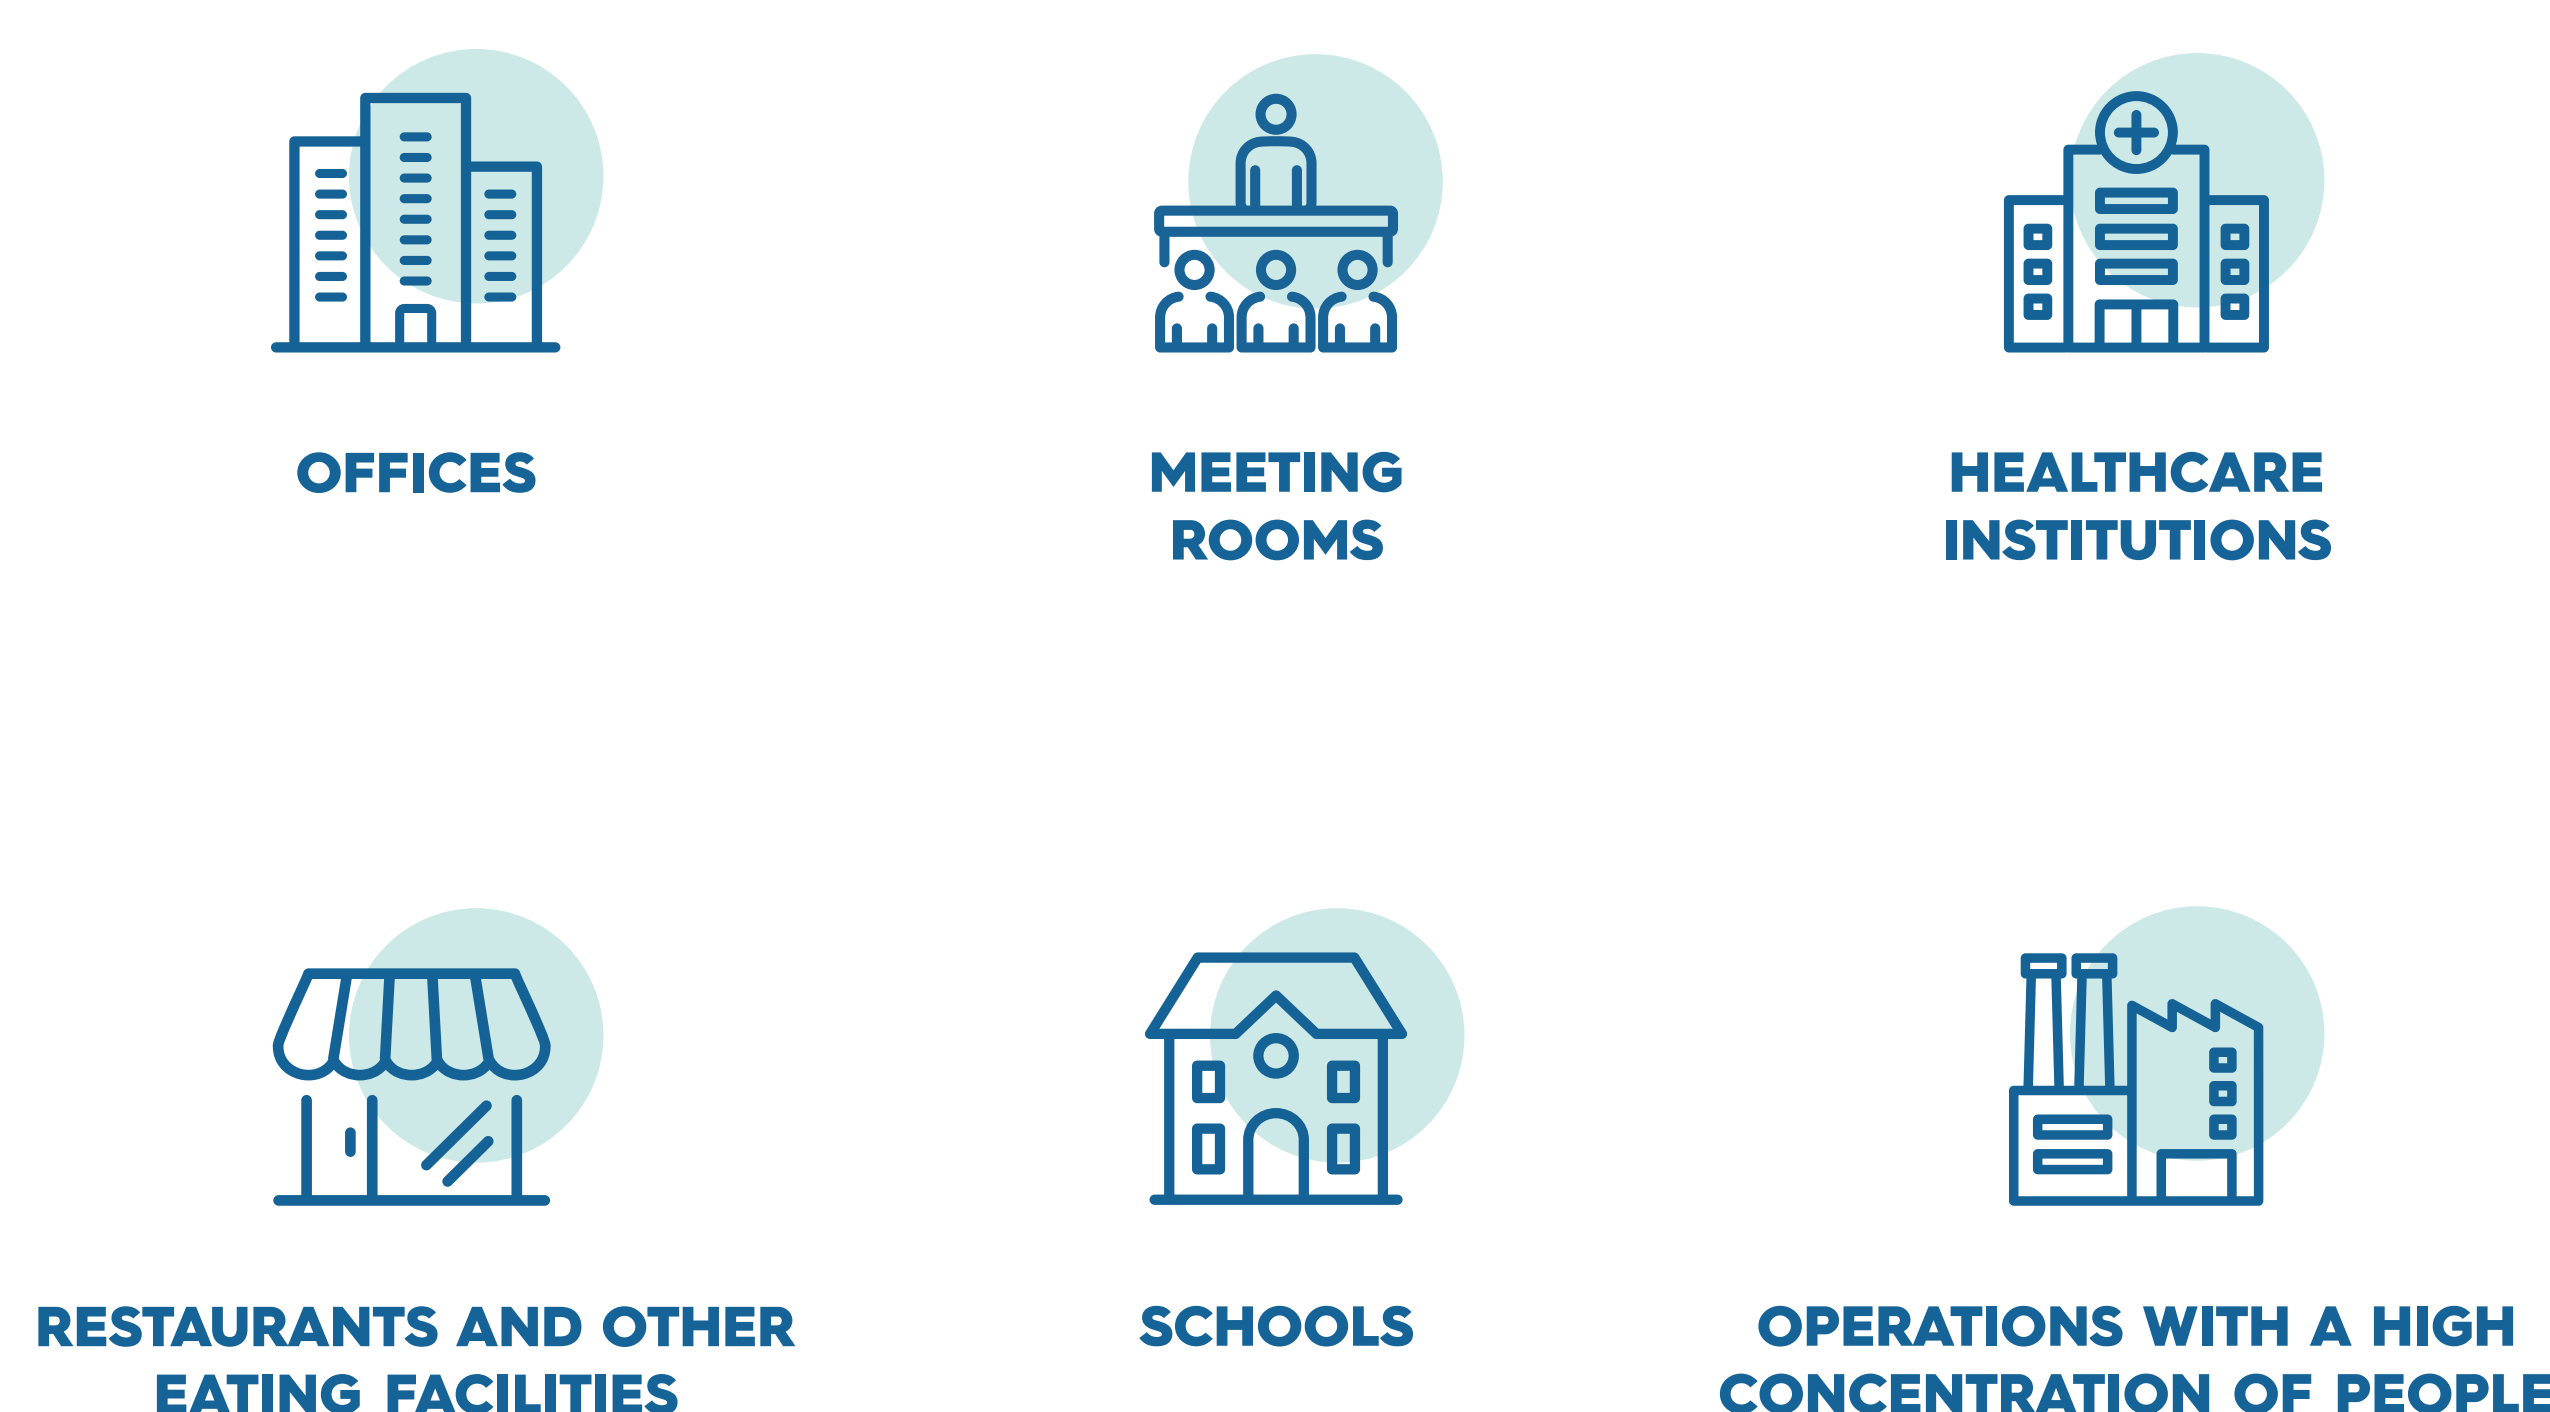 OFFICES
MEETING
ROOMS
HEALTHCARE
INSTITUTIONS
RESTAURANTS AND OTHER
EATING FACILITIES
SCHOOLS
OPERATIONS WITH A HIGH
CONCENTRATION OF PEOPLE